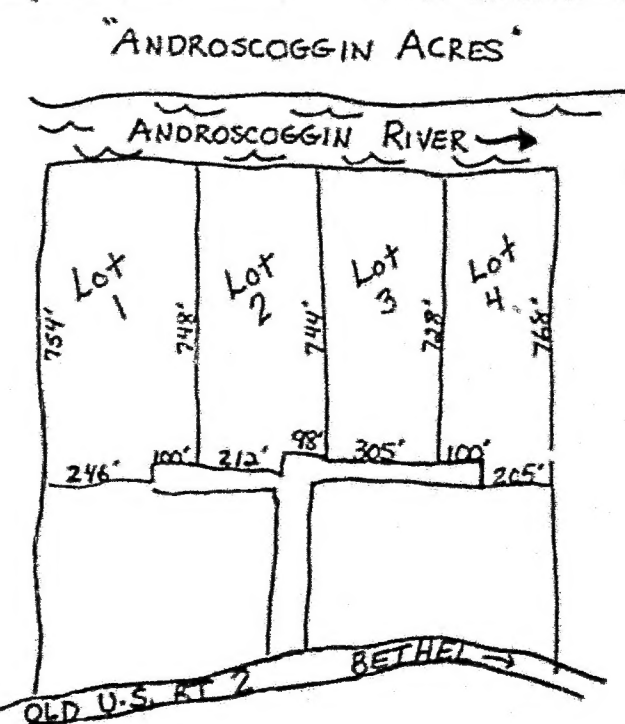 "ANDROSCOGGIN ACRES"
ANDROSCOGGIN RIVER →
Lot 1
Lot 2
Lot 3
Lot 4
754'
748'
744'
728'
768'
246'
100'
212'
98'
305'
100'
205'
BETHEL →
OLD U.S. RT 2